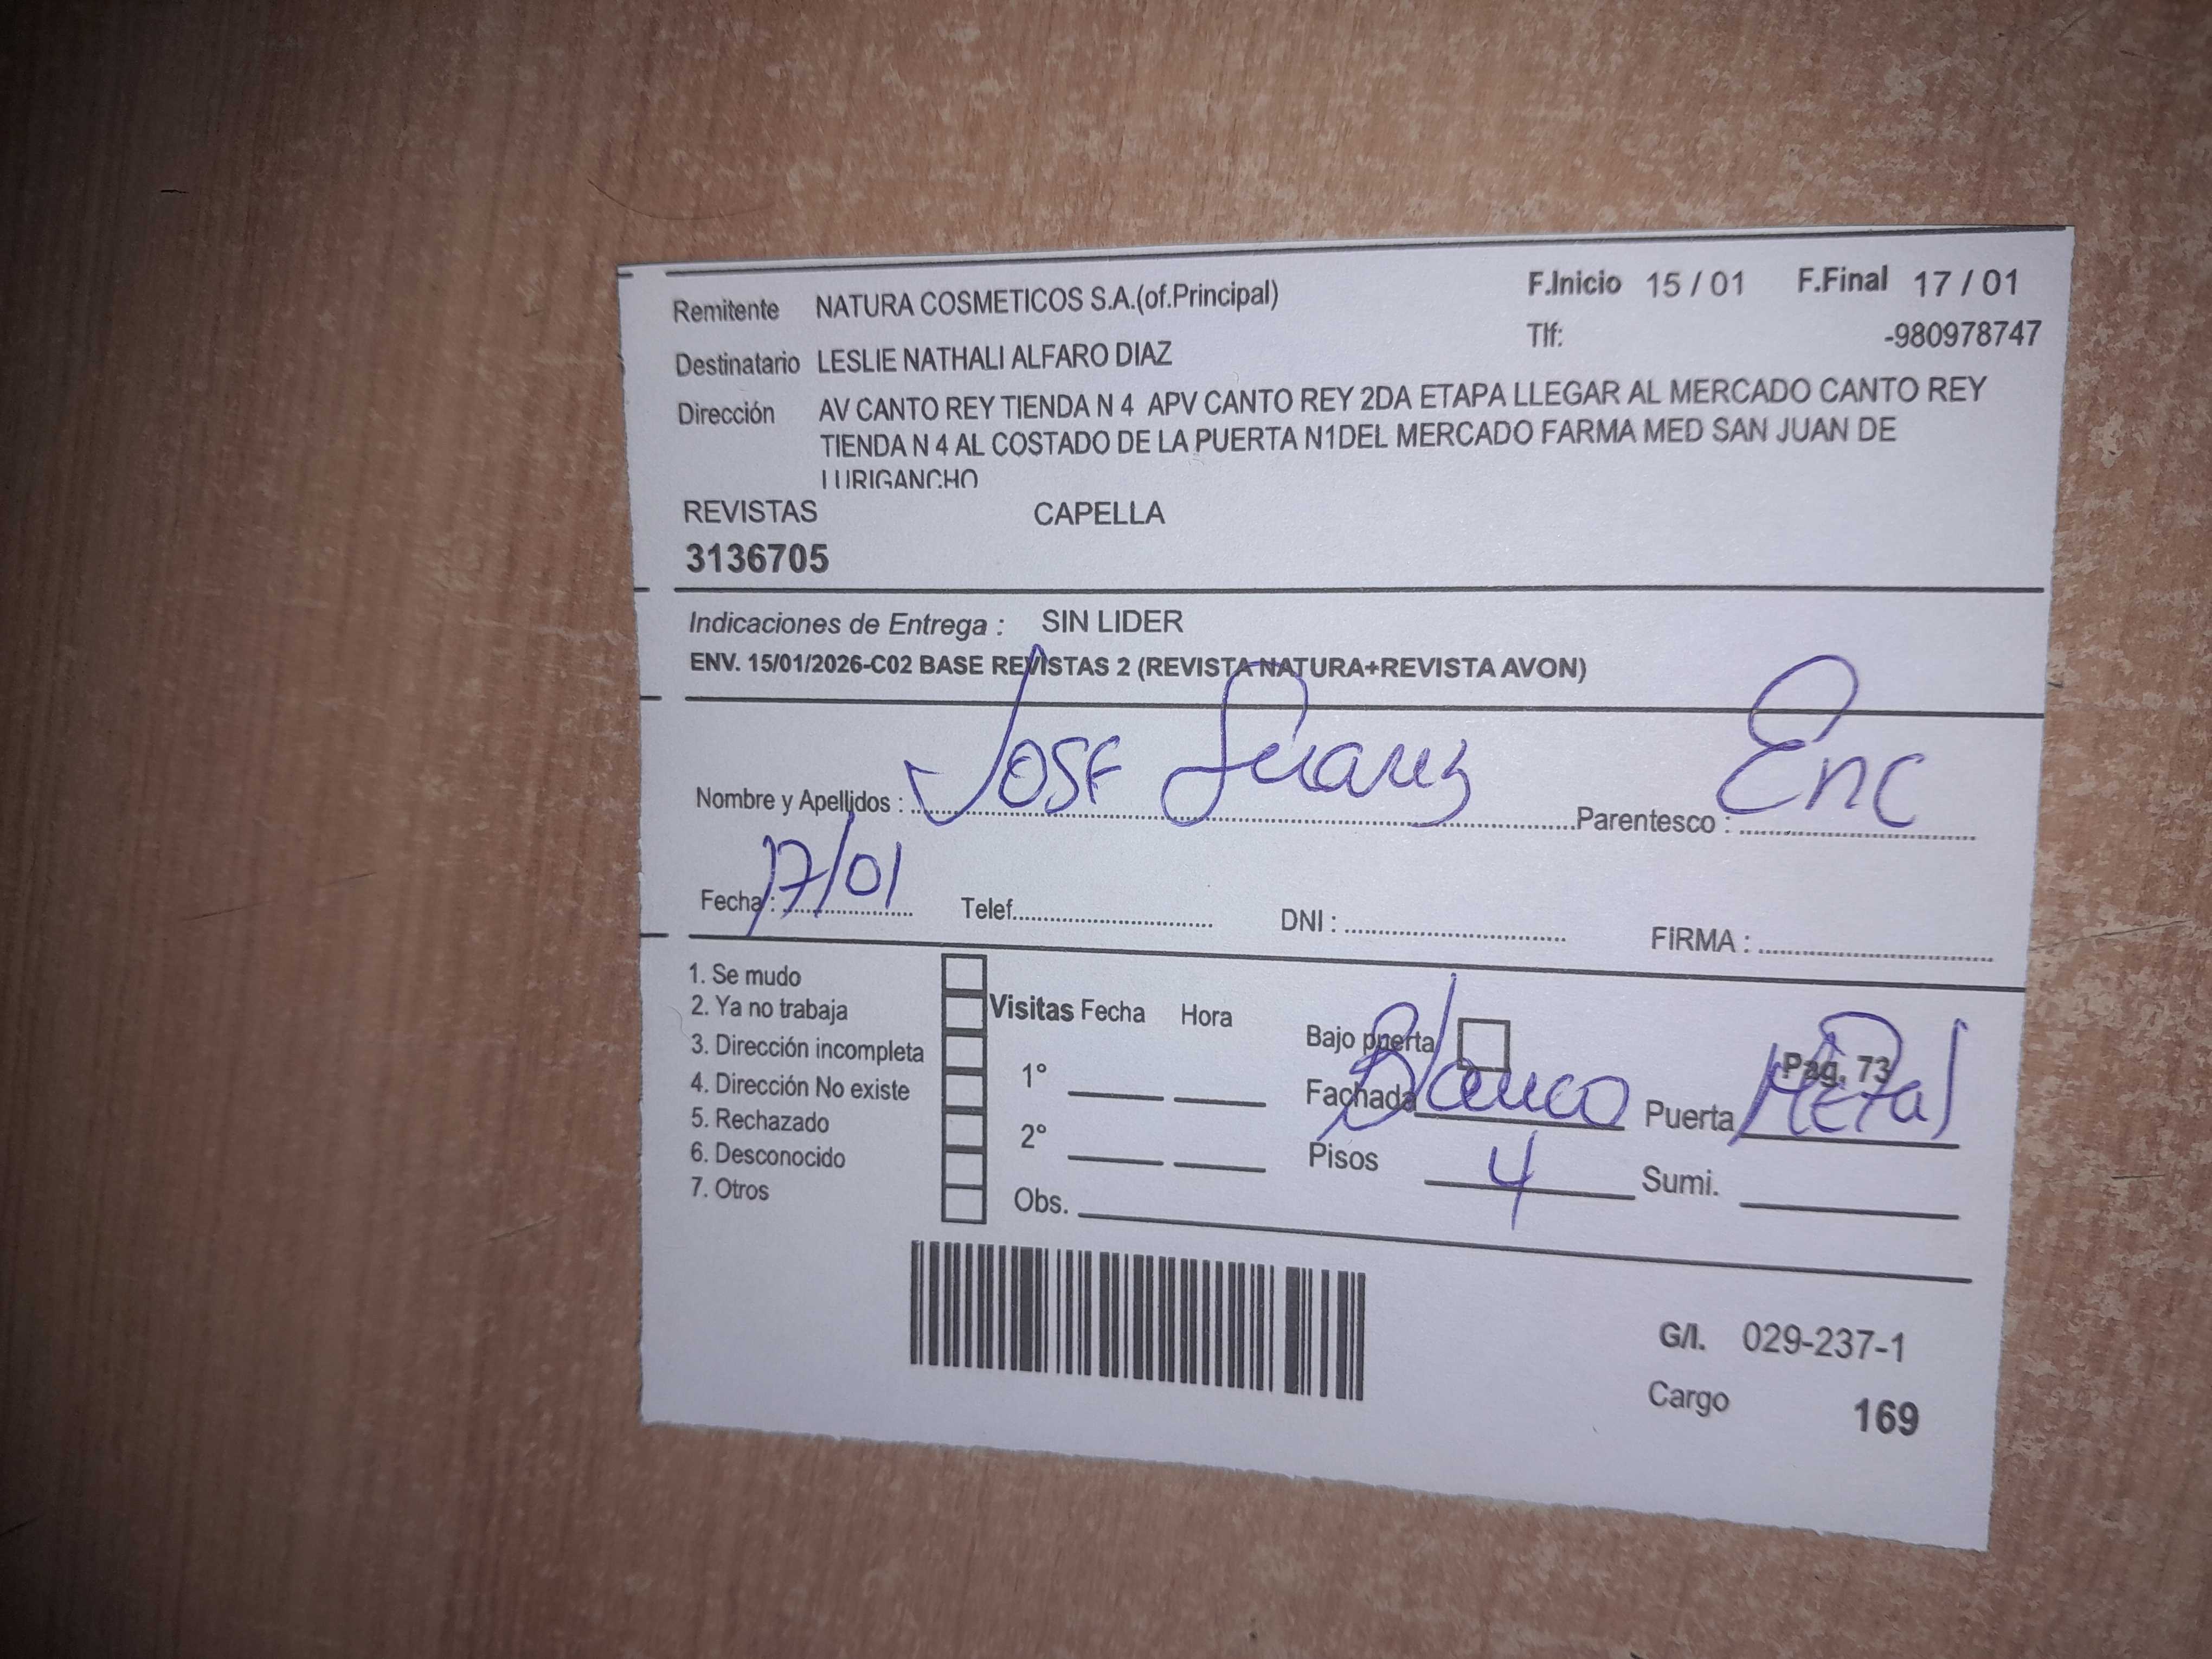 Remitente NATURA COSMETICOS S.A.(of.Principal) F.Inicio 15 / 01 F.Final 17 / 01
Tlf: -980978747
Destinatario LESLIE NATHALI ALFARO DIAZ
Dirección AV CANTO REY TIENDA N 4 APV CANTO REY 2DA ETAPA LLEGAR AL MERCADO CANTO REY
TIENDA N 4 AL COSTADO DE LA PUERTA N1DEL MERCADO FARMA MED SAN JUAN DE
LURIGANCHO
REVISTAS CAPELLA
3136705
Indicaciones de Entrega : SIN LIDER
ENV. 15/01/2026-C02 BASE REVISTAS 2 (REVISTA NATURA+REVISTA AVON)
Nombre y Apellidos : Jose Suarez Parentesco : Enc
Fecha : 17/01 Telef. DNI : FIRMA :
1. Se mudo
2. Ya no trabaja
3. Dirección incompleta
4. Dirección No existe
5. Rechazado
6. Desconocido
7. Otros
Visitas Fecha Hora
1°
2°
Obs.
Bajo puerta Pag. 73
Fachada Blanco Puerta Metal
Pisos 4 Sumi.
G/I. 029-237-1
Cargo 169